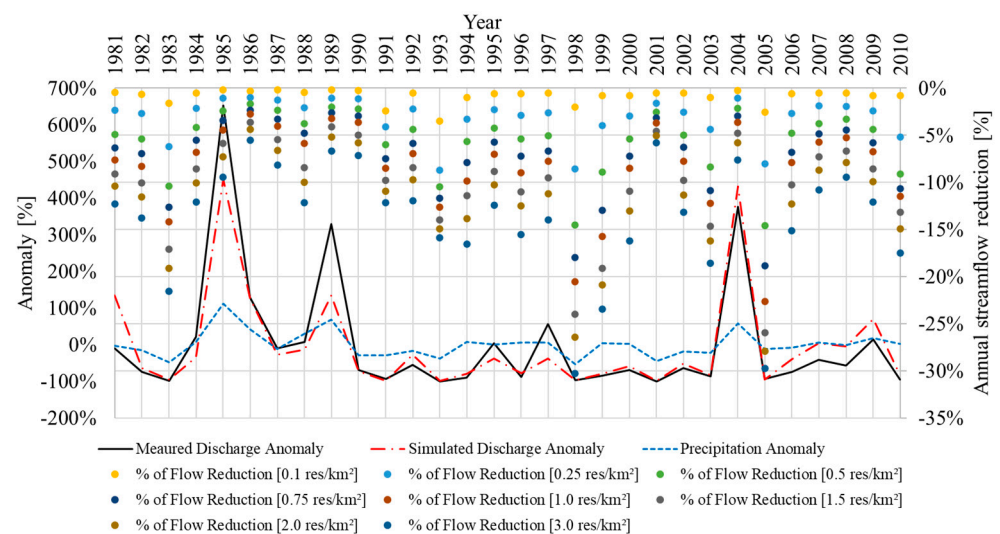 Year
1981 1982 1983 1984 1985 1986 1987 1988 1989 1990 1991 1992 1993 1994 1995 1996 1997 1998 1999 2000 2001 2002 2003 2004 2005 2006 2007 2008 2009 2010
Anomaly [%]
700%
600%
500%
400%
300%
200%
100%
0%
-100%
-200%
0%
-5%
-10%
-15%
-20%
-25%
-30%
-35%
Annual streamflow redutcion [%]
Meaured Discharge Anomaly Simulated Discharge Anomaly Precipitation Anomaly
% of Flow Reduction [0.1 res/km²] % of Flow Reduction [0.25 res/km²] % of Flow Reduction [0.5 res/km²]
% of Flow Reduction [0.75 res/km²] % of Flow Reduction [1.0 res/km²] % of Flow Reduction [1.5 res/km²]
% of Flow Reduction [2.0 res/km²] % of Flow Reduction [3.0 res/km²]